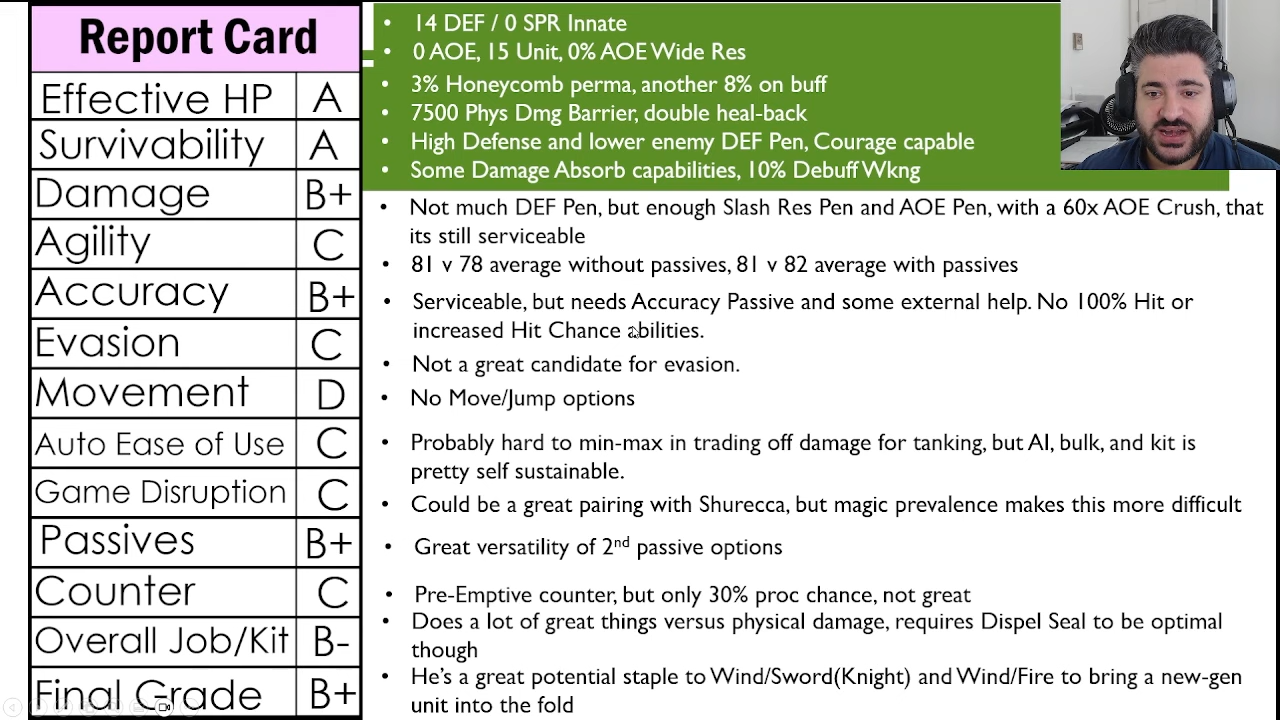 Report Card
Effective HP A
Survivability A
Damage B+
Agility C
Accuracy B+
Evasion C
Movement D
Auto Ease of Use C
Game Disruption C
Passives B+
Counter C
Overall Job/Kit B-
Final Grade B+
• 14 DEF / 0 SPR Innate
• 0 AOE, 15 Unit, 0% AOE Wide Res
• 3% Honeycomb perma, another 8% on buff
• 7500 Phys Dmg Barrier, double heal-back
• High Defense and lower enemy DEF Pen, Courage capable
• Some Damage Absorb capabilities, 10% Debuff Wkng
• Not much DEF Pen, but enough Slash Res Pen and AOE Pen, with a 60x AOE Crush, that
its still serviceable
• 81 v 78 average without passives, 81 v 82 average with passives
• Serviceable, but needs Accuracy Passive and some external help. No 100% Hit or
increased Hit Chance abilities.
• Not a great candidate for evasion.
• No Move/Jump options
• Probably hard to min-max in trading off damage for tanking, but AI, bulk, and kit is
pretty self sustainable.
• Could be a great pairing with Shurecca, but magic prevalence makes this more difficult
• Great versatility of 2nd passive options
• Pre-Emptive counter, but only 30% proc chance, not great
• Does a lot of great things versus physical damage, requires Dispel Seal to be optimal
though
• He's a great potential staple to Wind/Sword(Knight) and Wind/Fire to bring a new-gen
unit into the fold